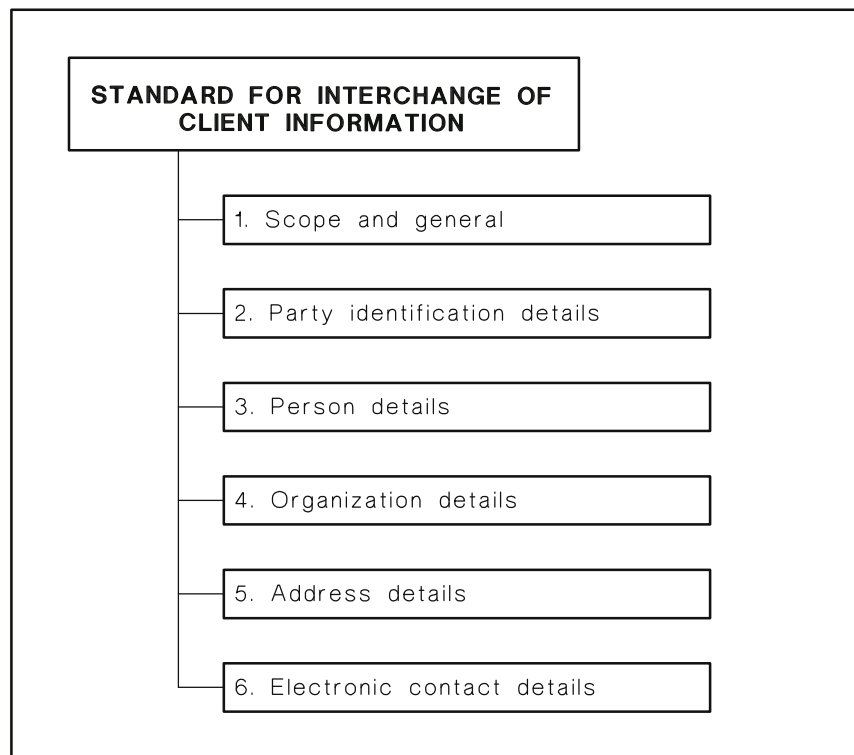 STANDARD FOR INTERCHANGE OF
CLIENT INFORMATION
1. Scope and general
2. Party identification details
3. Person details
4. Organization details
5. Address details
6. Electronic contact details